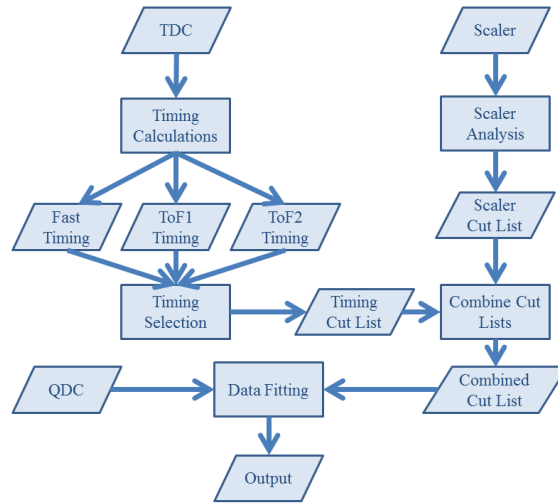 TDC
Scaler
Timing
Calculations
Scaler
Analysis
Fast
Timing
ToF1
Timing
ToF2
Timing
Scaler
Cut List
Timing
Selection
Timing
Cut List
Combine Cut
Lists
QDC
Data Fitting
Combined
Cut List
Output